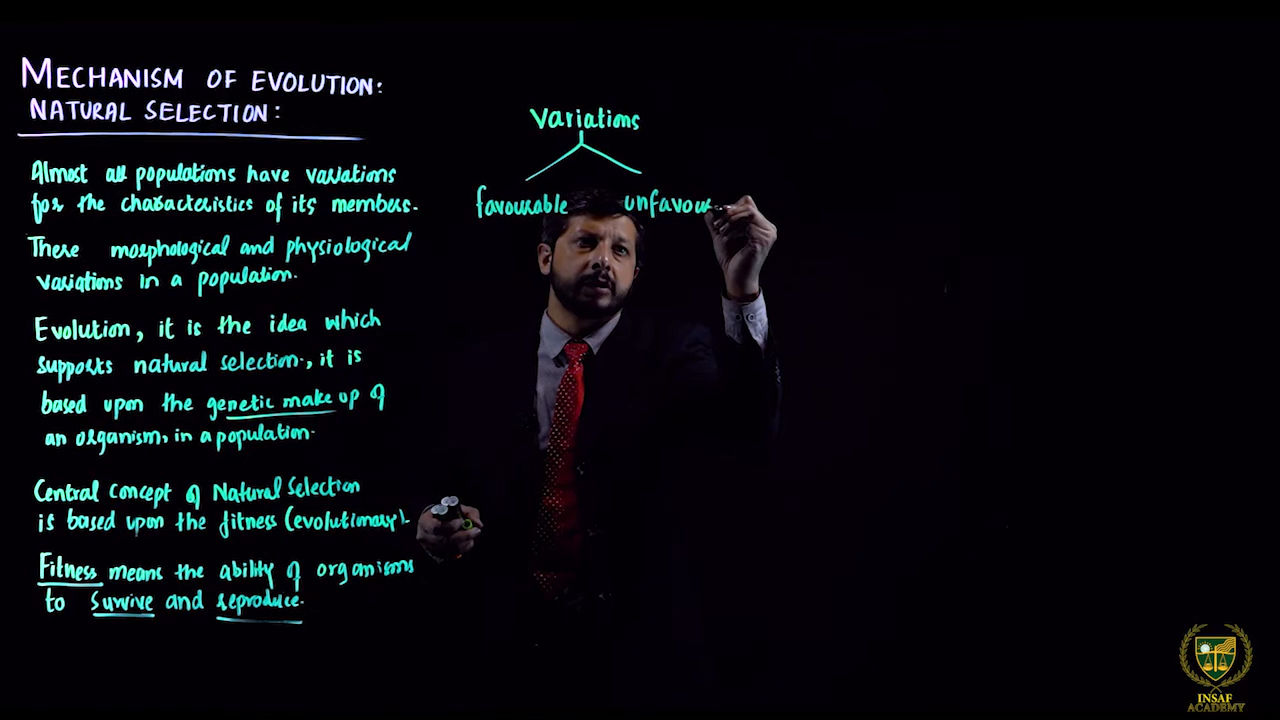 MECHANISM OF EVOLUTION:
NATURAL SELECTION:
Almost all populations have variations
for the characteristics of its members.
There morphological and physiological
variations in a population.
Evolution, it is the idea which
supports natural selection, it is
based upon the genetic make up of
an organism, in a population.
Central concept of Natural Selection
is based upon the fitness (evolutionary).
Fitness means the ability of organisms
to survive and reproduce.
Variations
favourable unfavour
INSAF
ACADEMY